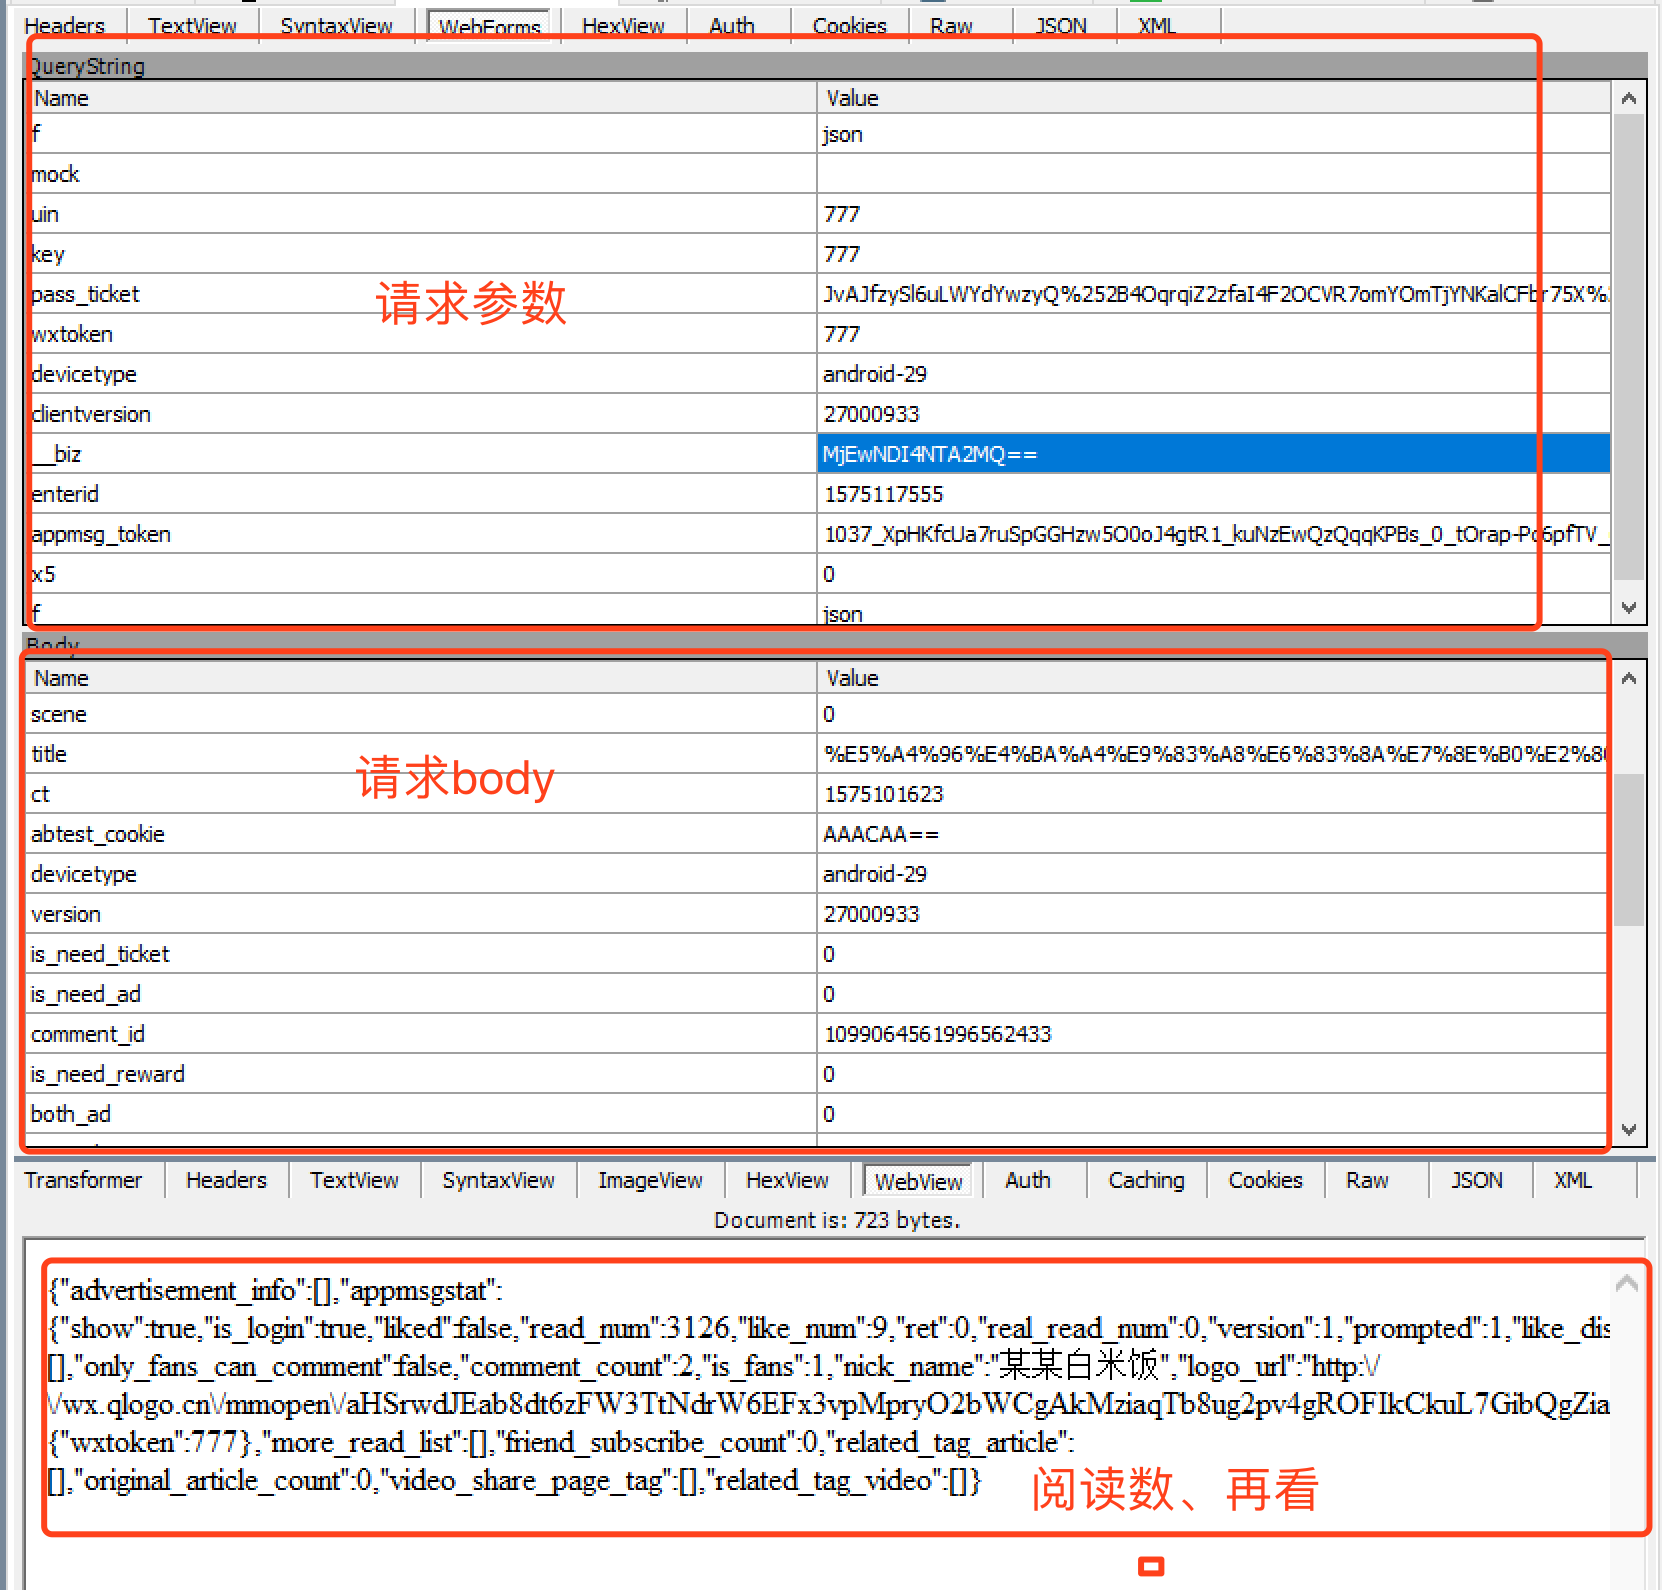 Headers TextView SyntaxView WebForms HexView Auth Cookies Raw JSON XML
QueryString
Name Value
f json
mock
uin 777
key 777
pass_ticket JvAJfzySl6uLWYdYwzyQ%252B4OqrqiZ2zfaI4F2OCVR7omYOmTjYNKalCFbr75X%
请求参数
wxtoken 777
devicetype android-29
clientversion 27000933
__biz MjEwNDI4NTA2MQ==
enterid 1575117555
appmsg_token 1037_XpHKfcUa7ruSpGGHzw5O0oJ4gtR1_kuNzEwQzQqqKPBs_0_tOrap-Po6pfTV_
x5 0
f json
Body
Name Value
scene 0
title %E5%A4%96%E4%BA%A4%E9%83%A8%E6%83%8A%E7%8E%B0%E2%80
请求body
ct 1575101623
abtest_cookie AAACAA==
devicetype android-29
version 27000933
is_need_ticket 0
is_need_ad 0
comment_id 1099064561996562433
is_need_reward 0
both_ad 0
Transformer Headers TextView SyntaxView ImageView HexView WebView Auth Caching Cookies Raw JSON XML
Document is: 723 bytes.
{"advertisement_info":[],"appmsgstat":
{"show":true,"is_login":true,"liked":false,"read_num":3126,"like_num":9,"ret":0,"real_read_num":0,"version":1,"prompted":1,"like_dis
[],"only_fans_can_comment":false,"comment_count":2,"is_fans":1,"nick_name":"某某白米饭","logo_url":"http:\/
\/wx.qlogo.cn\/mmopen\/aHSrwdJEab8dt6zFW3TtNdrW6EFx3vpMpryO2bWCgAkMziaqTb8ug2pv4gROFIkCkuL7GibQgZia
{"wxtoken":777},"more_read_list":[],"friend_subscribe_count":0,"related_tag_article":
[],"original_article_count":0,"video_share_page_tag":[],"related_tag_video":[]}
阅读数、再看